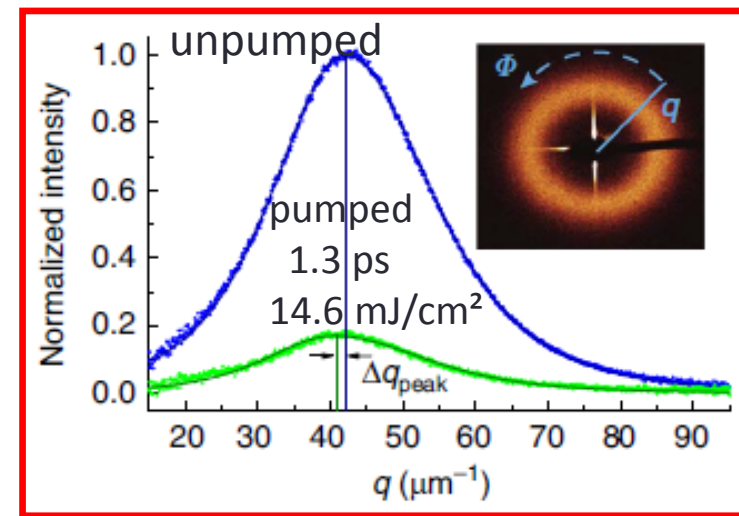 unpumped
1.0
0.8
0.6
0.4
0.2
0.0
Normalized intensity
pumped
1.3 ps
14.6 mJ/cm²
Δq_peak
Φ
q
20 30 40 50 60 70 80 90
q (μm⁻¹)